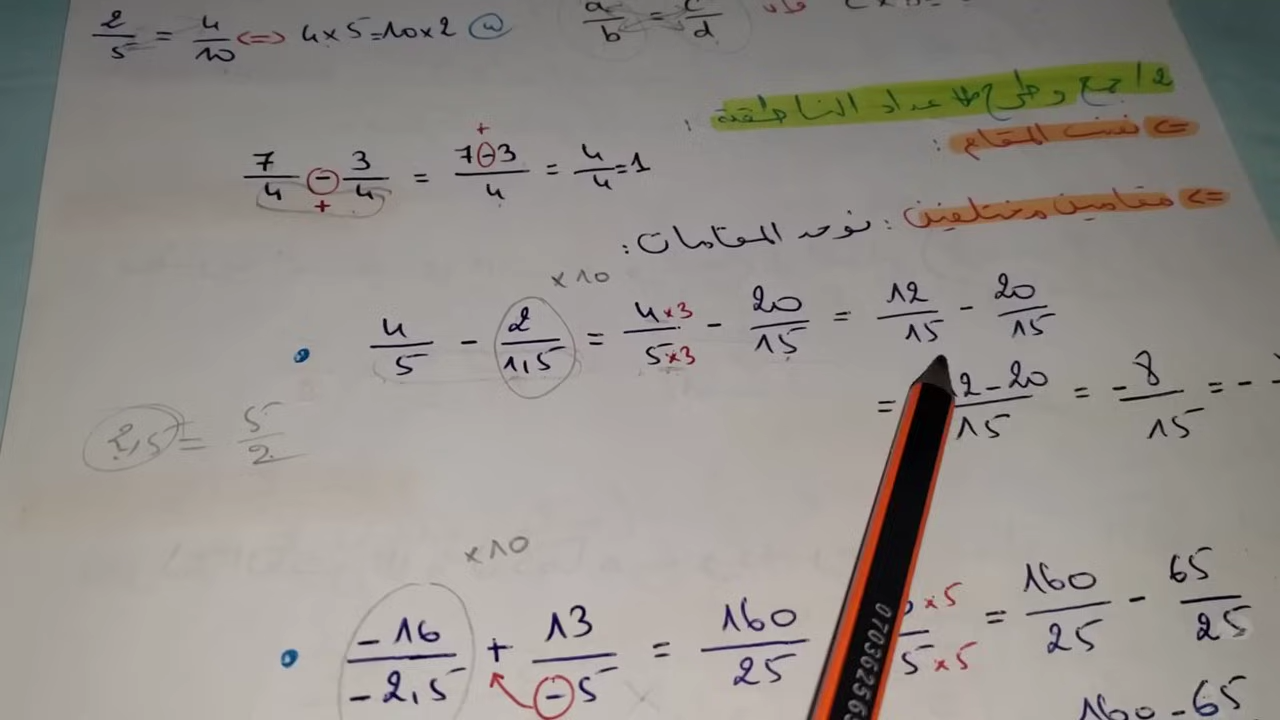 2/5 = 4/10 <=> 4×5=10×2 a/b = c/d
2/ جمع و طرح الأعداد الناطقة :
=> نفس المقام :
7/4 - 3/4 = 7-3/4 = 4/4 = 1
+ +
=> مقامين مختلفين : نوحد المقامات :
×10
4/5 - 2/1,5 = 4×3/5×3 - 20/15 = 12/15 - 20/15
= 2-20/15 = -8/15 = - -
2,5 = 5/2
×10
-16/-2,5 + 13/-5 = 160/25 ×5/5×5 = 160/25 - 65/25
160-65
0703625